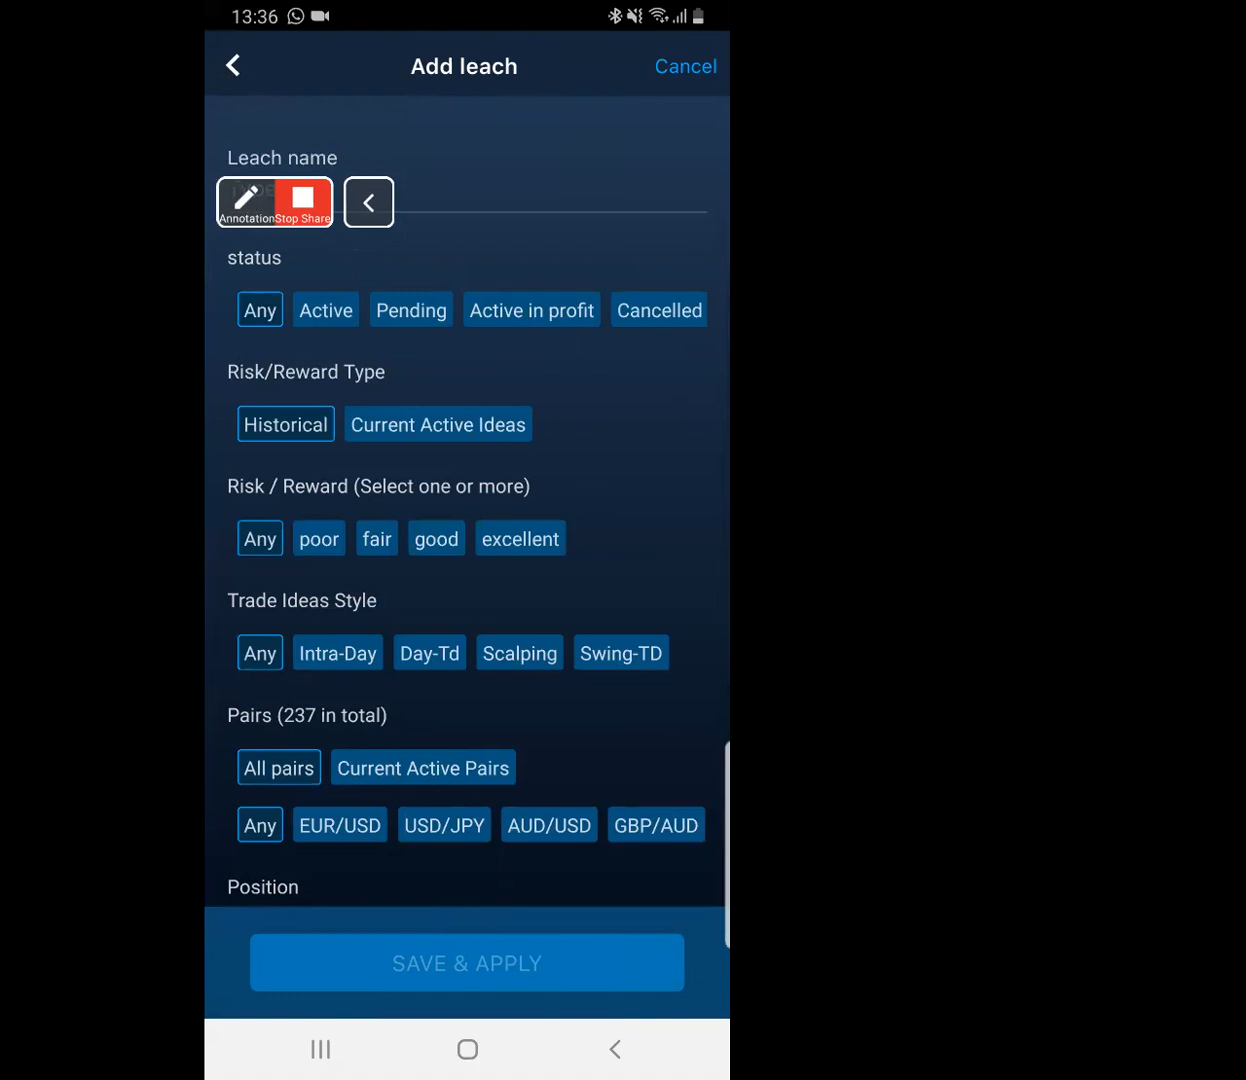 13:36
Add leach
Cancel
Leach name
Annotation Stop Share
status
Any Active Pending Active in profit Cancelled
Risk/Reward Type
Historical Current Active Ideas
Risk / Reward (Select one or more)
Any poor fair good excellent
Trade Ideas Style
Any Intra-Day Day-Td Scalping Swing-TD
Pairs (237 in total)
All pairs Current Active Pairs
Any EUR/USD USD/JPY AUD/USD GBP/AUD
Position
SAVE & APPLY